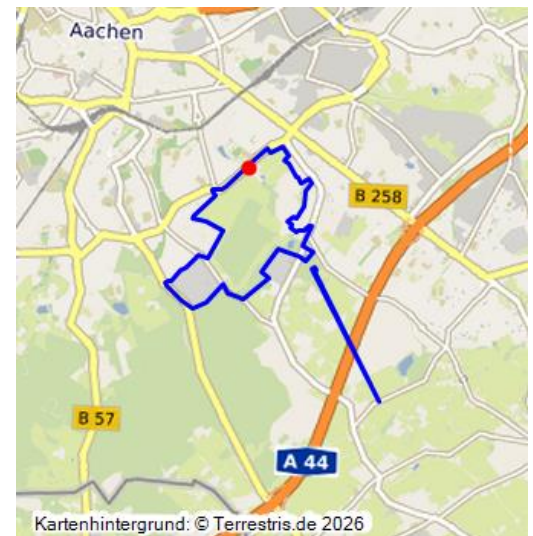 Aachen
B 258
B 57
A 44
Kartenhintergrund: © Terrestris.de 2026